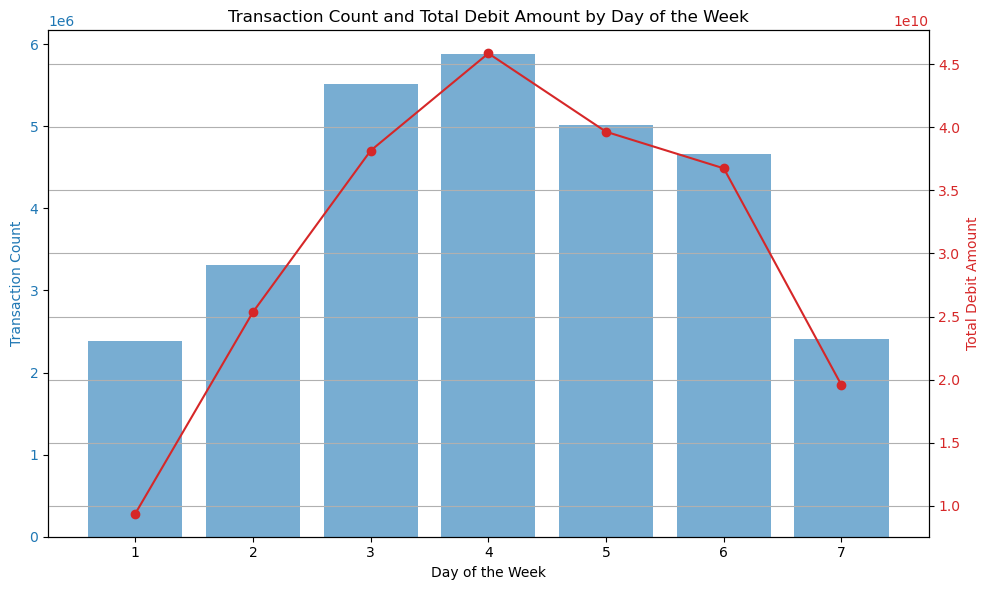 Transaction Count and Total Debit Amount by Day of the Week
1e6
1e10
6
5
4
3
2
1
0
Transaction Count
4.5
4.0
3.5
3.0
2.5
2.0
1.5
1.0
Total Debit Amount
1 2 3 4 5 6 7
Day of the Week